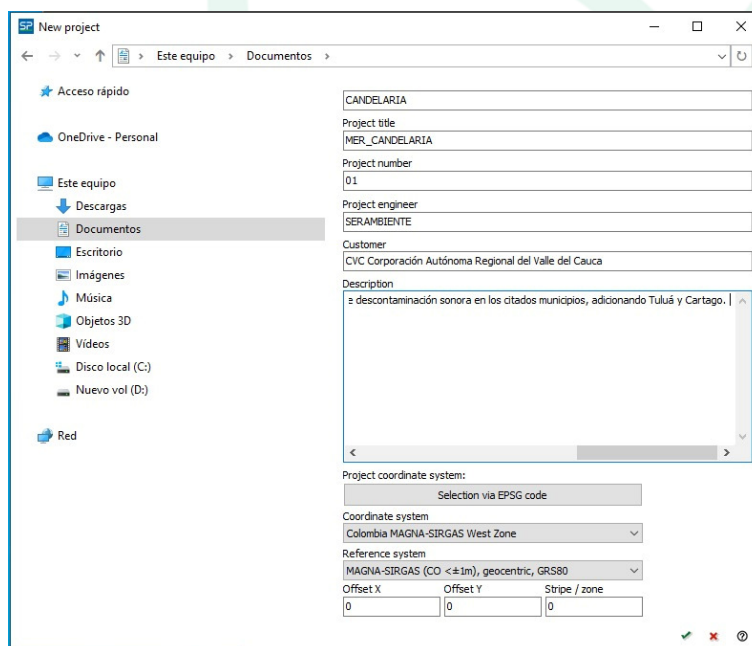 SP New project
Este equipo > Documentos >
Acceso rápido
OneDrive - Personal
Este equipo
Descargas
Documentos
Escritorio
Imágenes
Música
Objetos 3D
Vídeos
Disco local (C:)
Nuevo vol (D:)
Red
CANDELARIA
Project title
MER_CANDELARIA
Project number
01
Project engineer
SERAMBIENTE
Customer
CVC Corporación Autónoma Regional del Valle del Cauca
Description
e descontaminación sonora en los citados municipios, adicionando Tuluá y Cartago.
Project coordinate system:
Selection via EPSG code
Coordinate system
Colombia MAGNA-SIRGAS West Zone
Reference system
MAGNA-SIRGAS (CO <±1m), geocentric, GRS80
Offset X Offset Y Stripe / zone
0 0 0